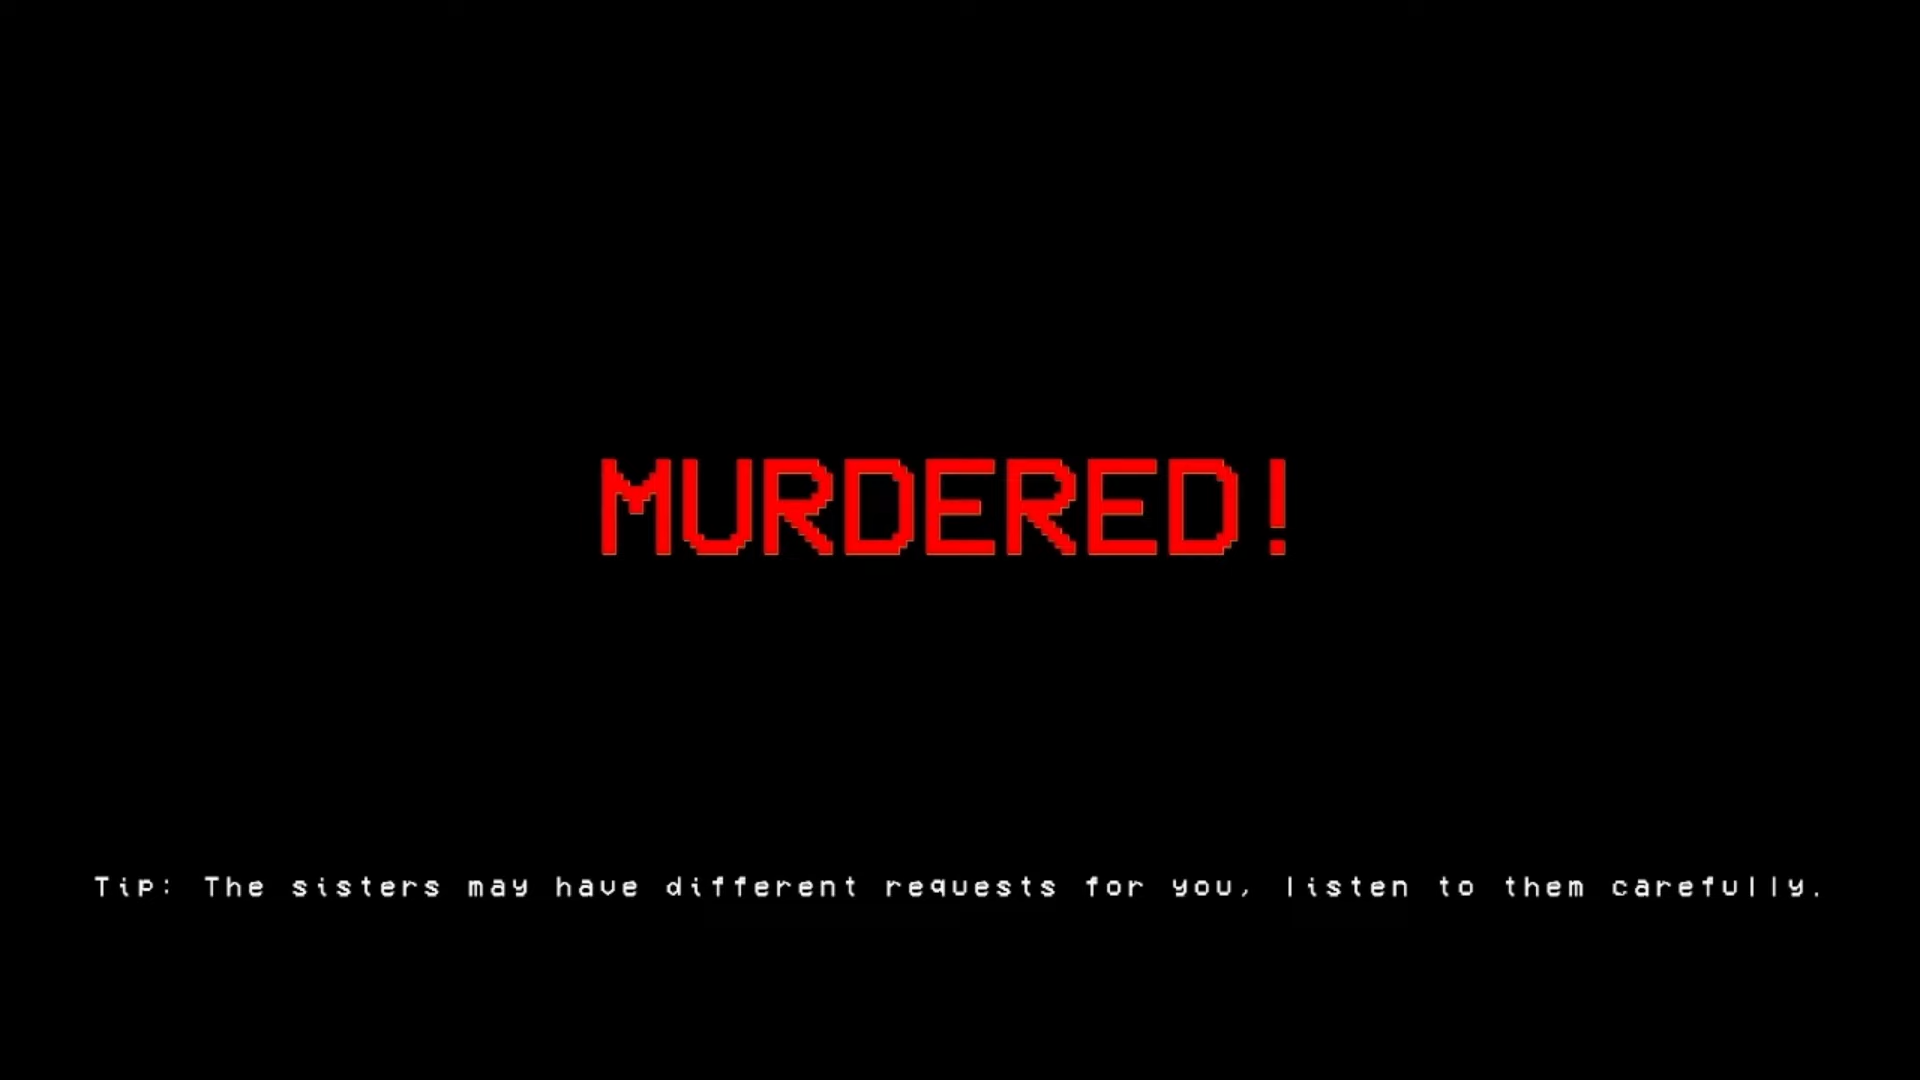 MURDERED!
Tip: The sisters may have different requests for you, listen to them carefully.